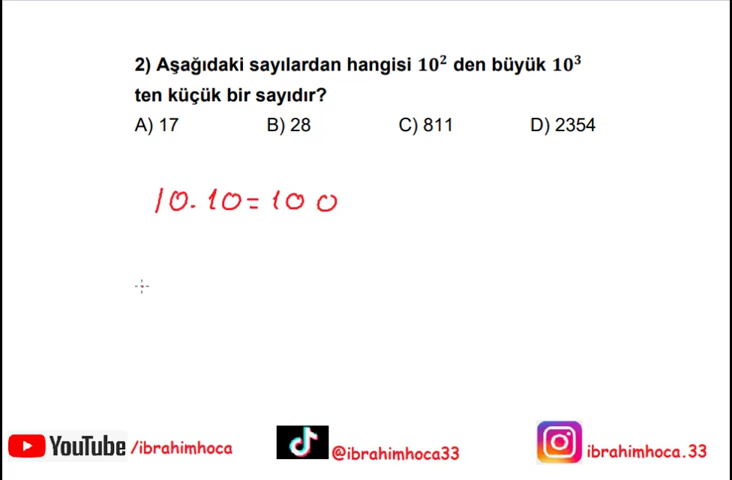 2) Aşağıdaki sayılardan hangisi 10² den büyük 10³
ten küçük bir sayıdır?
A) 17 B) 28 C) 811 D) 2354
10. 10 = 100
YouTube /ibrahimhoca @ibrahimhoca33 ibrahimhoca.33